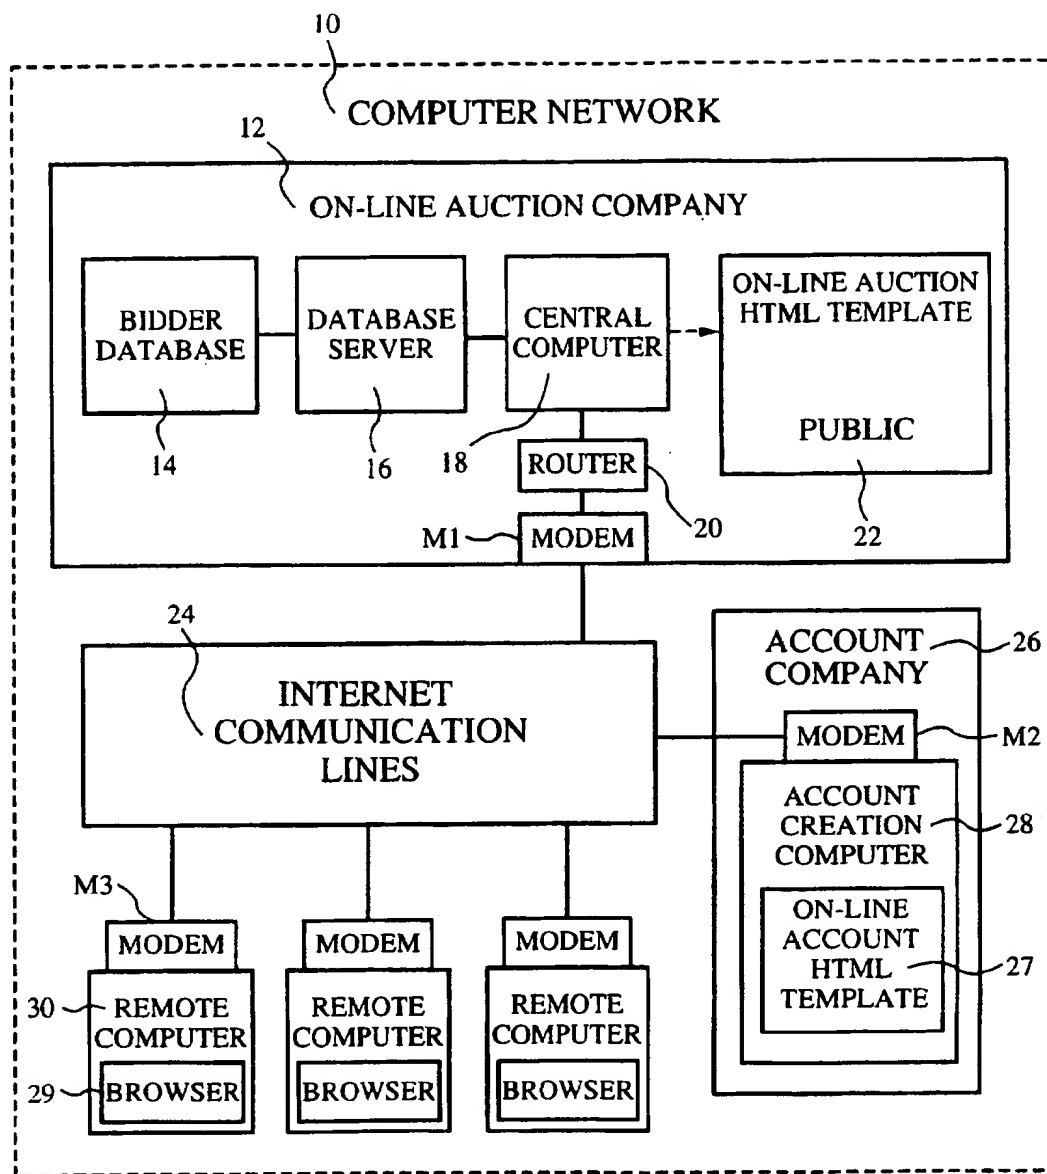 10
COMPUTER NETWORK
12
ON-LINE AUCTION COMPANY
BIDDER
DATABASE
14
DATABASE
SERVER
16
CENTRAL
COMPUTER
18
ON-LINE AUCTION
HTML TEMPLATE
PUBLIC
22
ROUTER
20
M1
MODEM
24
INTERNET
COMMUNICATION
LINES
ACCOUNT
COMPANY
26
MODEM
M2
ACCOUNT
CREATION
COMPUTER
28
ON-LINE
ACCOUNT
HTML
TEMPLATE
27
M3
MODEM
30
REMOTE
COMPUTER
29
BROWSER
MODEM
REMOTE
COMPUTER
BROWSER
MODEM
REMOTE
COMPUTER
BROWSER